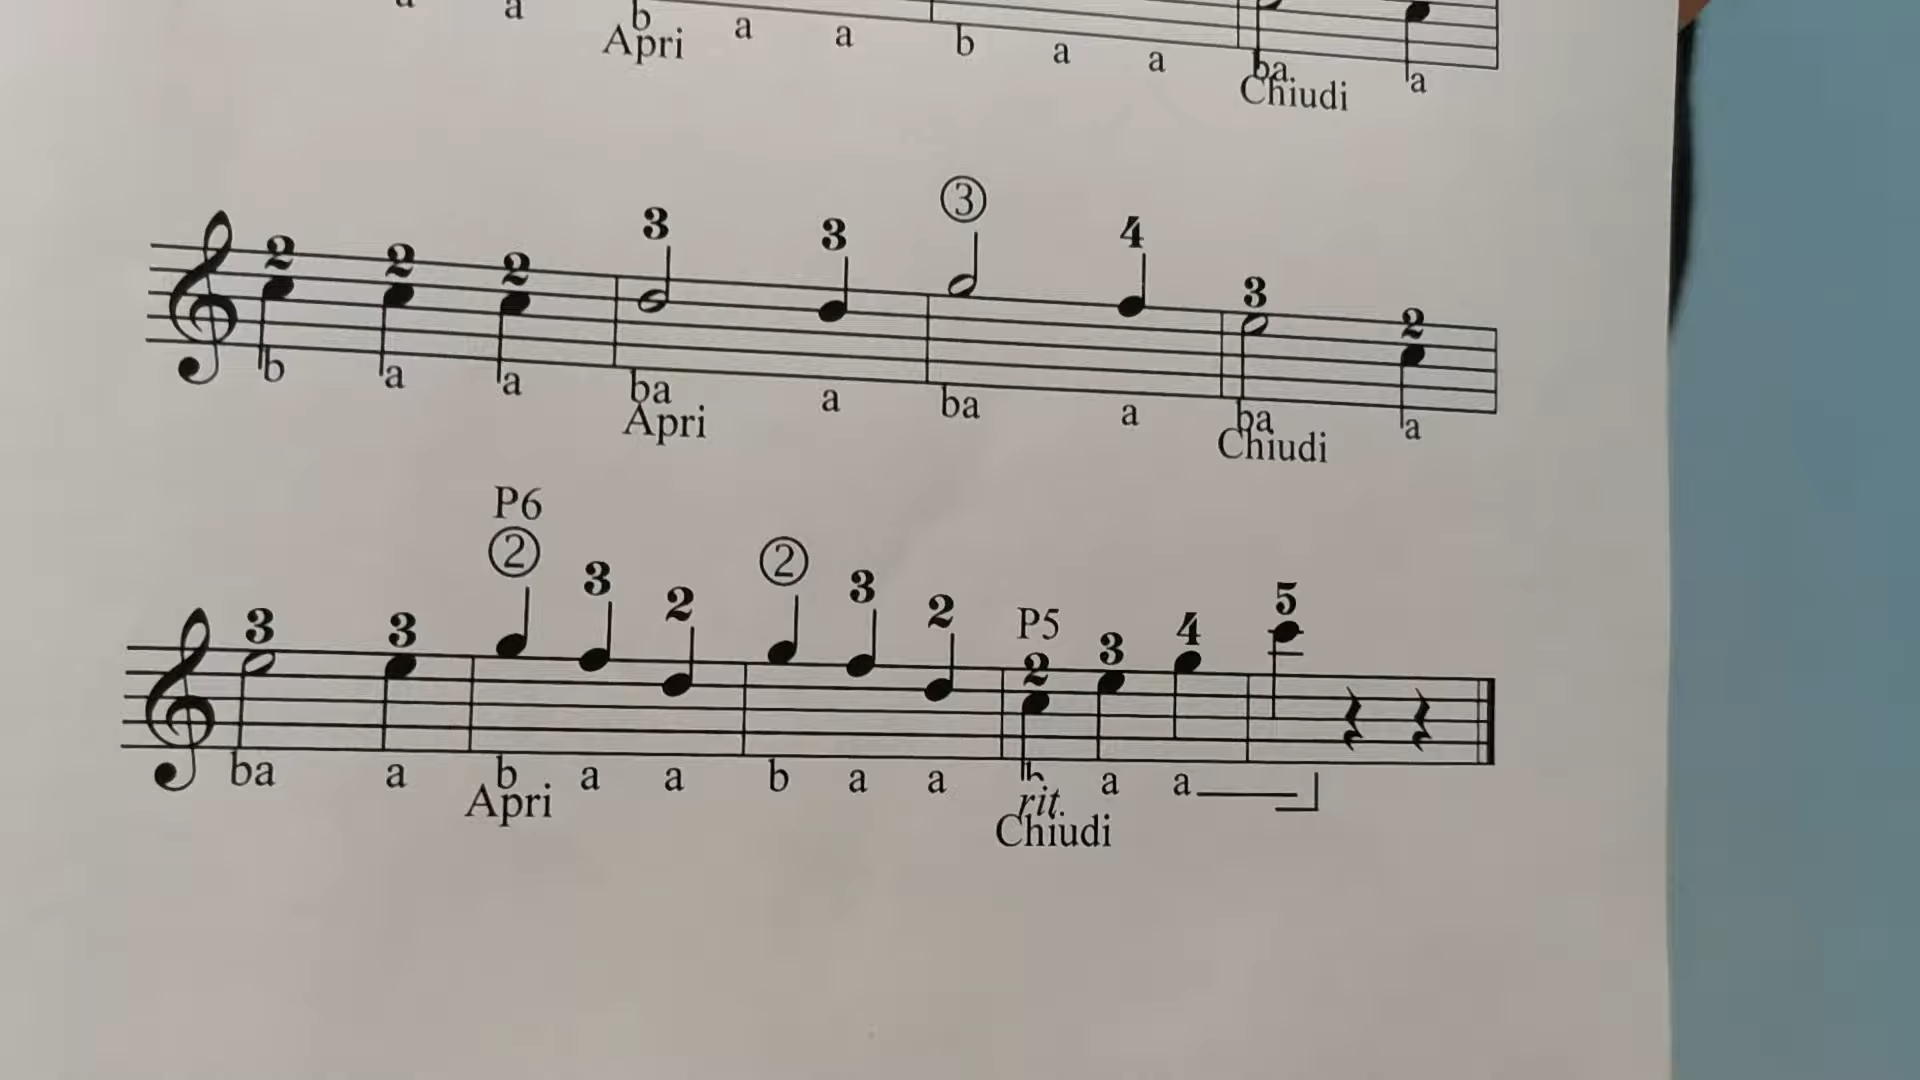 a a b a a b a a ba. a
Apri Chiudi
3
2 2 2 3 3 4 3 2
b a a ba a ba a ba a
Apri Chiudi
P6
2 2
3 3 3 2 3 2 P5 2 3 4 5
ba a b a a b a a b a a
Apri rit.
Chiudi